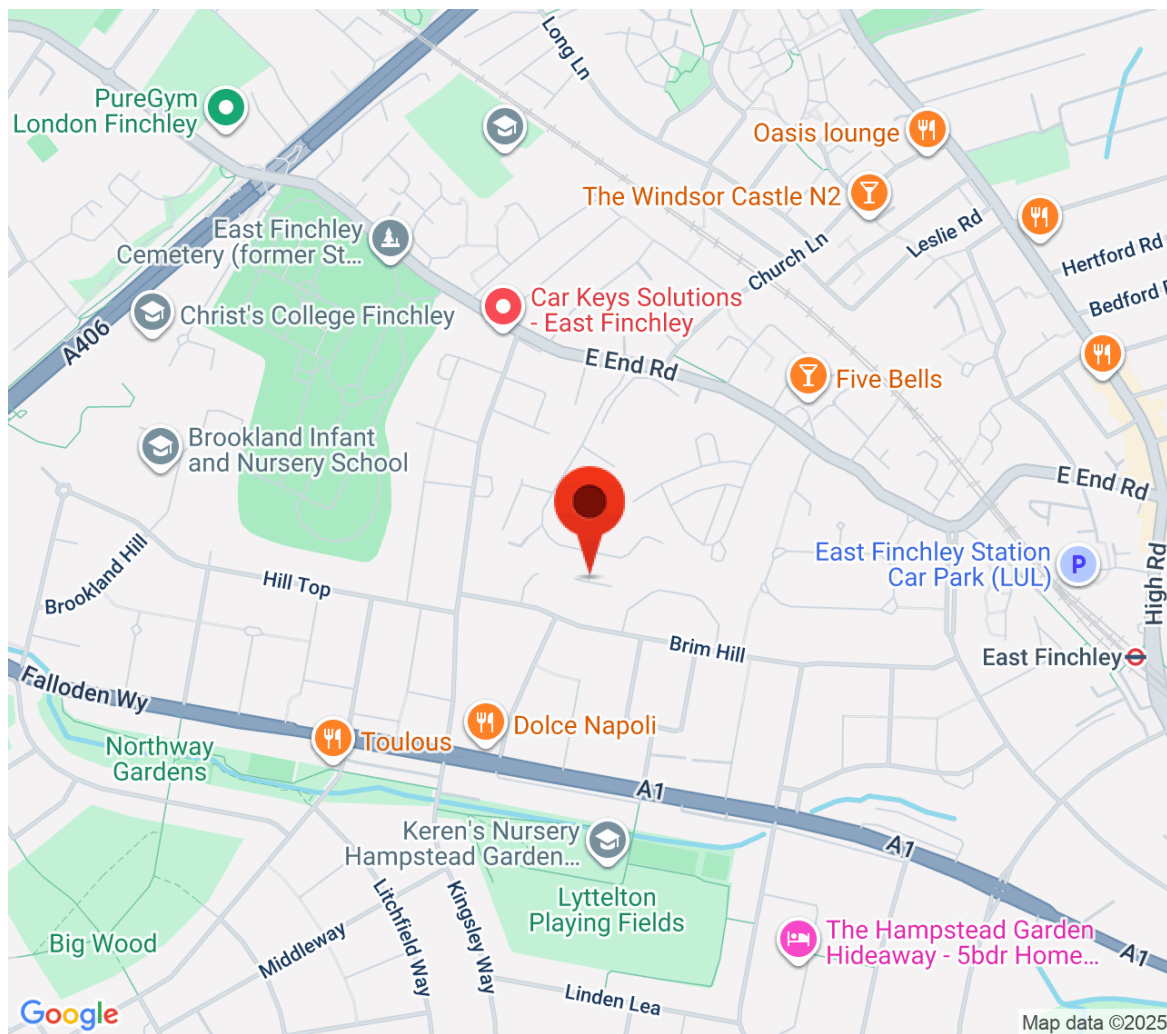 Long Ln
PureGym
London Finchley
Oasis lounge
The Windsor Castle N2
Leslie Rd
East Finchley
Cemetery (former St...
Church Ln
Hertford Rd
Bedford
Car Keys Solutions
- East Finchley
Christ's College Finchley
A406
E End Rd
Five Bells
Brookland Infant
and Nursery School
E End Rd
East Finchley Station
Car Park (LUL)
P
High Rd
Brookland Hill
Hill Top
Brim Hill
East Finchley
Falloden Wy
Dolce Napoli
Toulous
Northway
Gardens
A1
Keren's Nursery
Hampstead Garden...
A1
Lyttelton
Playing Fields
Litchfield Way
Kingsley Way
Big Wood
Middleway
The Hampstead Garden
Hideaway - 5bdr Home...
A1
Linden Lea
Google
Map data ©2025